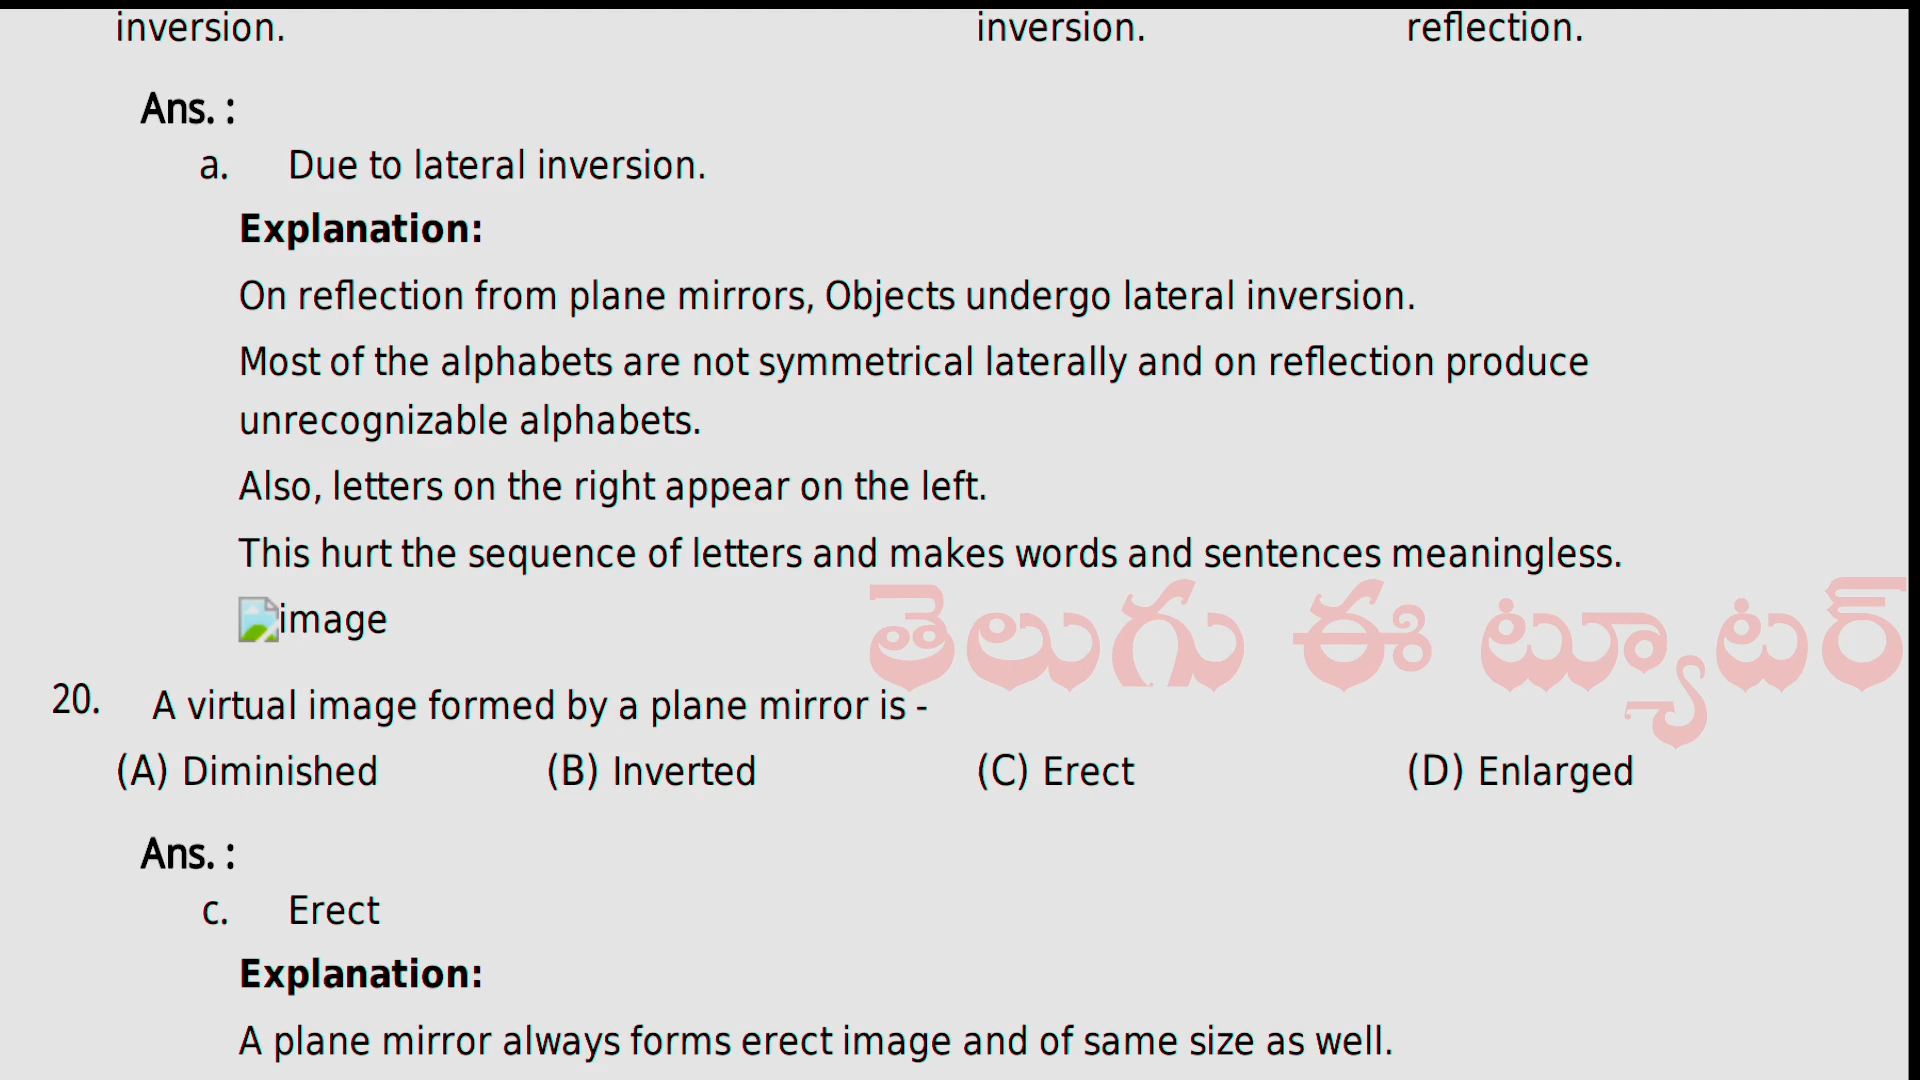 inversion. inversion. reflection.
Ans. :
a. Due to lateral inversion.
Explanation:
On reflection from plane mirrors, Objects undergo lateral inversion.
Most of the alphabets are not symmetrical laterally and on reflection produce
unrecognizable alphabets.
Also, letters on the right appear on the left.
This hurt the sequence of letters and makes words and sentences meaningless.
image
తెలుగు ఈ ట్యూటర్
20. A virtual image formed by a plane mirror is -
(A) Diminished (B) Inverted (C) Erect (D) Enlarged
Ans. :
c. Erect
Explanation:
A plane mirror always forms erect image and of same size as well.